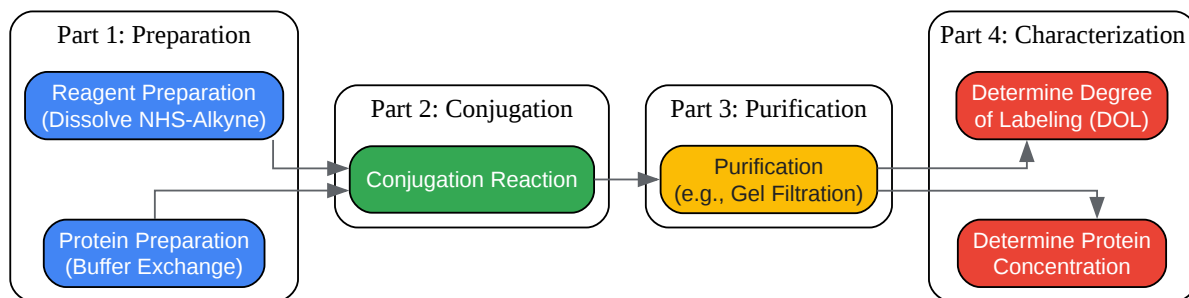 Part 1: Preparation
Reagent Preparation
(Dissolve NHS-Alkyne)
Protein Preparation
(Buffer Exchange)
Part 2: Conjugation
Conjugation Reaction
Part 3: Purification
Purification
(e.g., Gel Filtration)
Part 4: Characterization
Determine Degree
of Labeling (DOL)
Determine Protein
Concentration